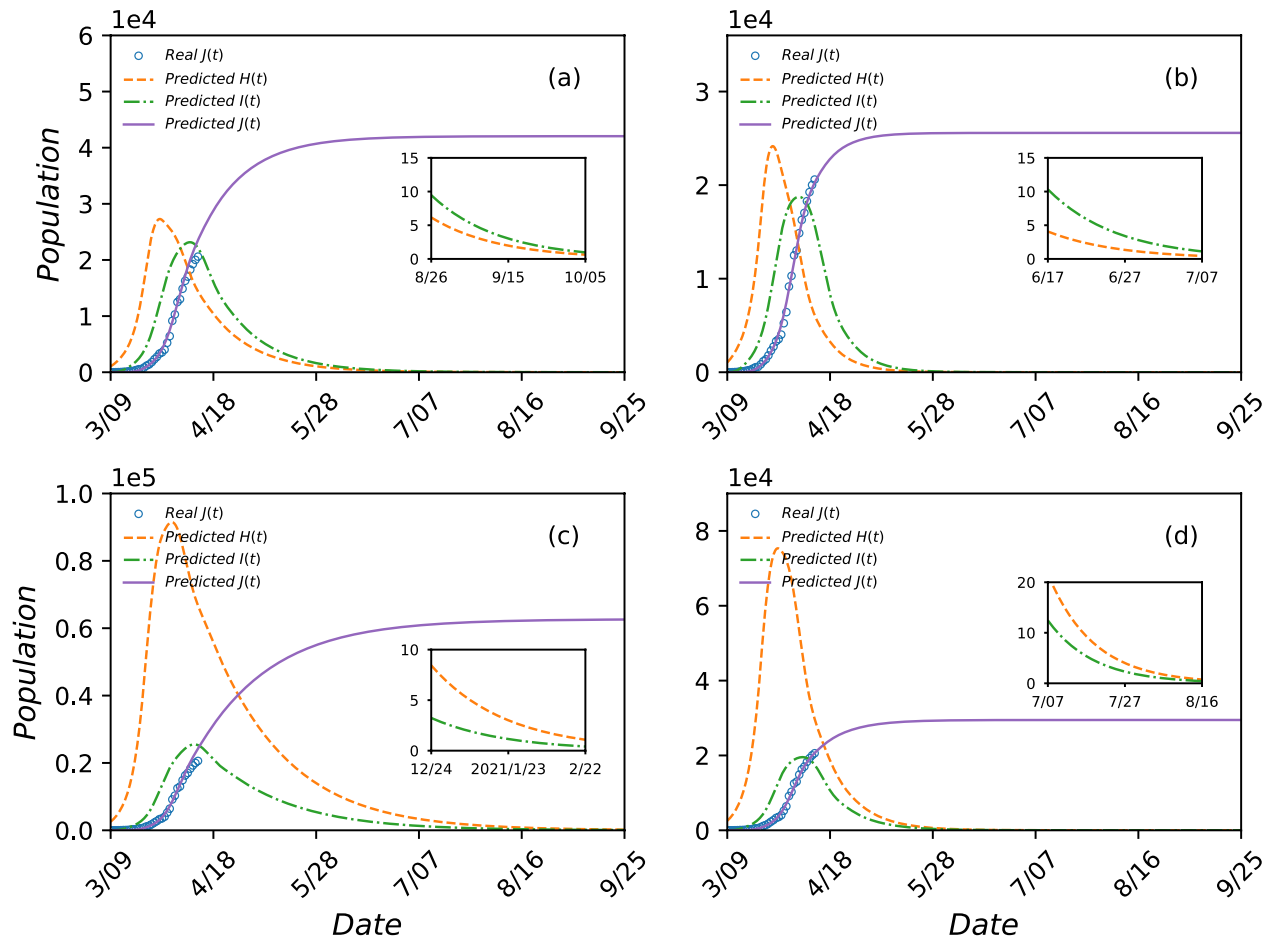 1e4
6
5
4
3
2
1
0
Population
Real J(t)
Predicted H(t)
Predicted I(t)
Predicted J(t)
(a)
15
10
5
0
8/26
9/15
10/05
3/09
4/18
5/28
7/07
8/16
9/25
1e4
3
2
1
0
Real J(t)
Predicted H(t)
Predicted I(t)
Predicted J(t)
(b)
15
10
5
0
6/17
6/27
7/07
3/09
4/18
5/28
7/07
8/16
9/25
1e5
1.0
0.8
0.6
0.4
0.2
0.0
Population
Real J(t)
Predicted H(t)
Predicted I(t)
Predicted J(t)
(c)
10
5
0
12/24
2021/1/23
2/22
3/09
4/18
5/28
7/07
8/16
9/25
Date
1e4
8
6
4
2
0
Real J(t)
Predicted H(t)
Predicted I(t)
Predicted J(t)
(d)
20
10
0
7/07
7/27
8/16
3/09
4/18
5/28
7/07
8/16
9/25
Date